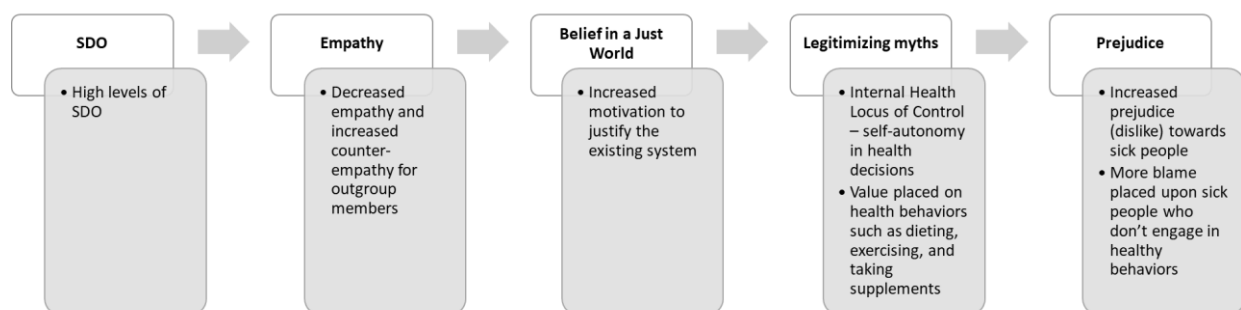 SDO
• High levels of
SDO
Empathy
• Decreased
empathy and
increased
counter-
empathy for
outgroup
members
Belief in a Just
World
• Increased
motivation to
justify the
existing system
Legitimizing myths
• Internal Health
Locus of Control
– self-autonomy
in health
decisions
• Value placed on
health behaviors
such as dieting,
exercising, and
taking
supplements
Prejudice
• Increased
prejudice
(dislike) towards
sick people
• More blame
placed upon sick
people who
don’t engage in
healthy
behaviors